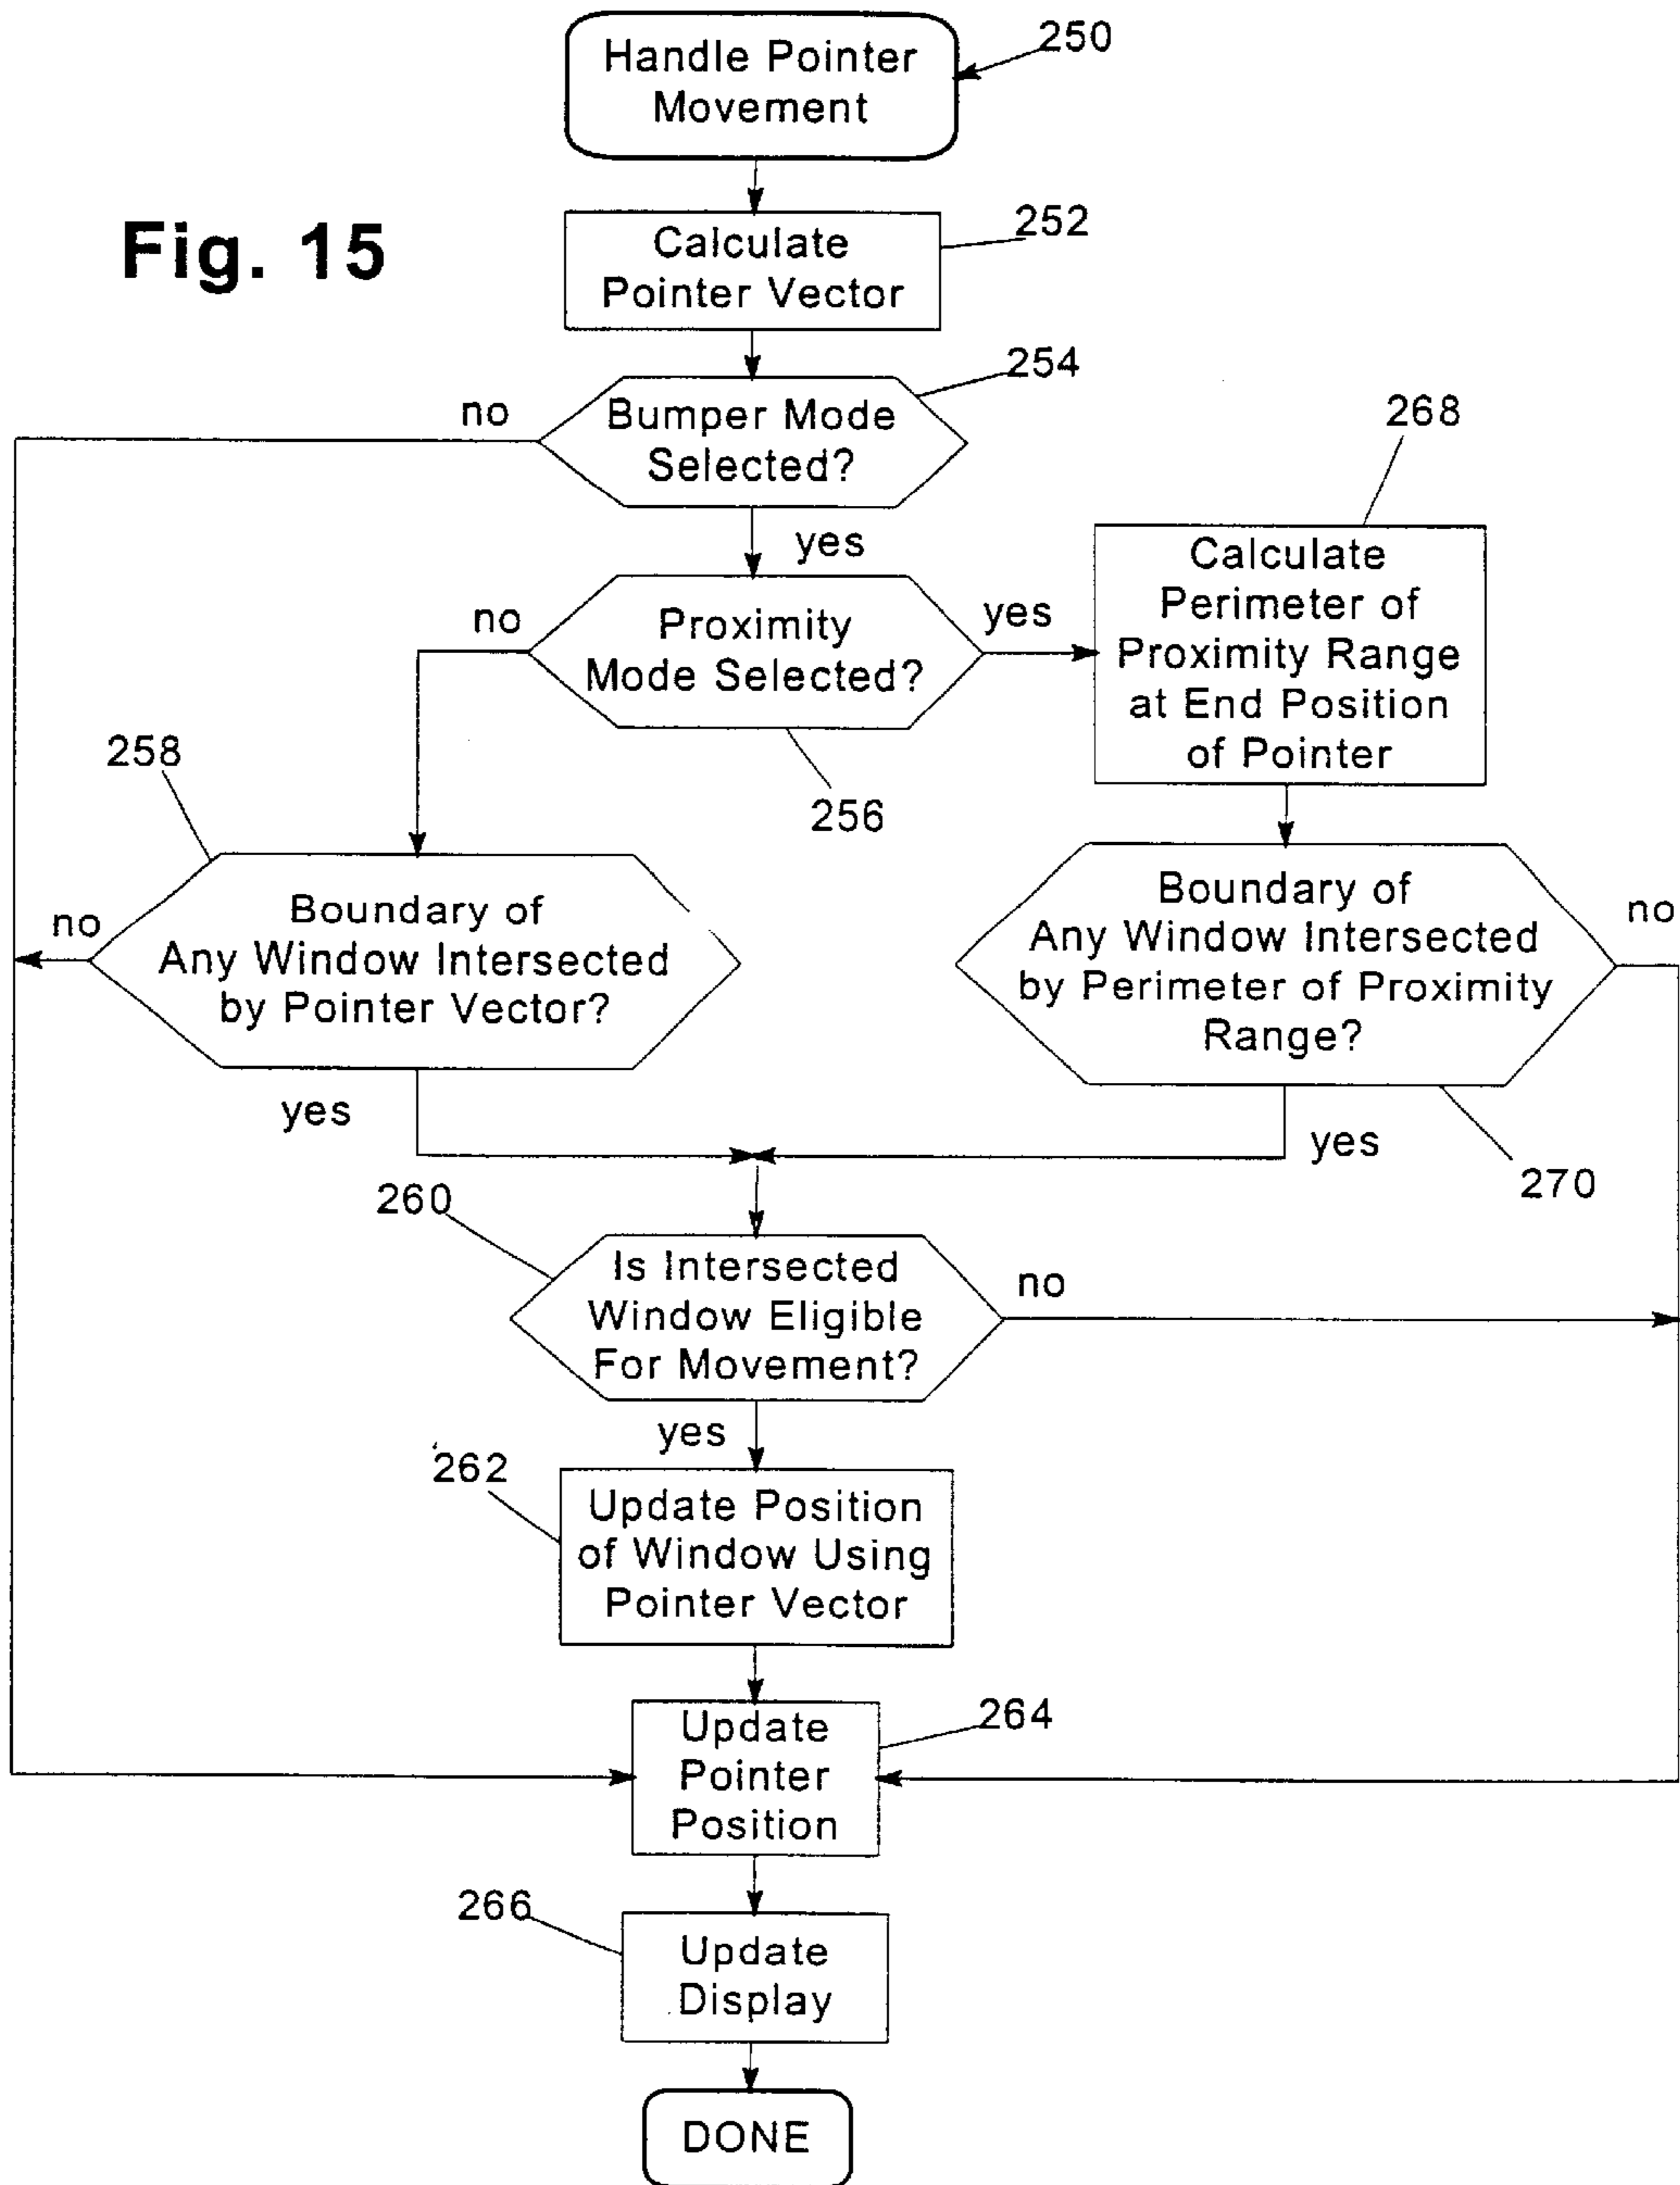 Handle Pointer
Movement
250
Fig. 15
Calculate
Pointer Vector
252
254
no
Bumper Mode
Selected?
268
yes
Calculate
Perimeter of
Proximity Range
at End Position
of Pointer
no
Proximity
Mode Selected?
yes
258
256
no
Boundary of
Any Window Intersected
by Pointer Vector?
Boundary of
Any Window Intersected
by Perimeter of Proximity
Range?
no
yes
yes
270
260
Is Intersected
Window Eligible
For Movement?
no
yes
262
Update Position
of Window Using
Pointer Vector
264
Update
Pointer
Position
266
Update
Display
DONE